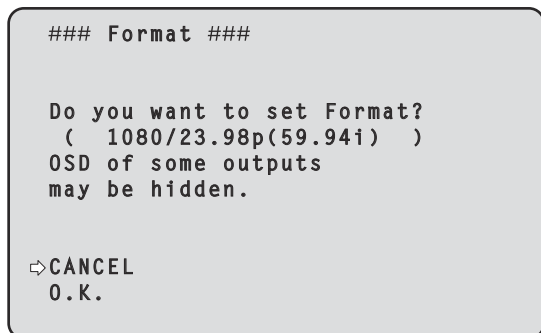 ### Format ###
Do you want to set Format?
( 1080/23.98p(59.94i) )
OSD of some outputs
may be hidden.
⇨CANCEL
O.K.